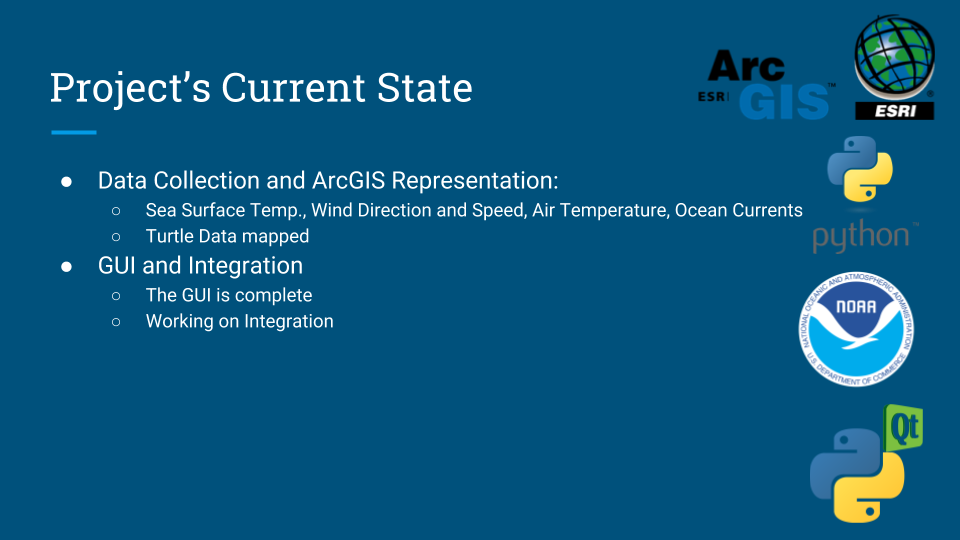 Project's Current State
Arc
ESRI GIS™
ESRI
● Data Collection and ArcGIS Representation:
○ Sea Surface Temp., Wind Direction and Speed, Air Temperature, Ocean Currents
○ Turtle Data mapped
● GUI and Integration
○ The GUI is complete
○ Working on Integration
python™
NATIONAL OCEANIC AND ATMOSPHERIC ADMINISTRATION
NOAA
U.S. DEPARTMENT OF COMMERCE
Qt